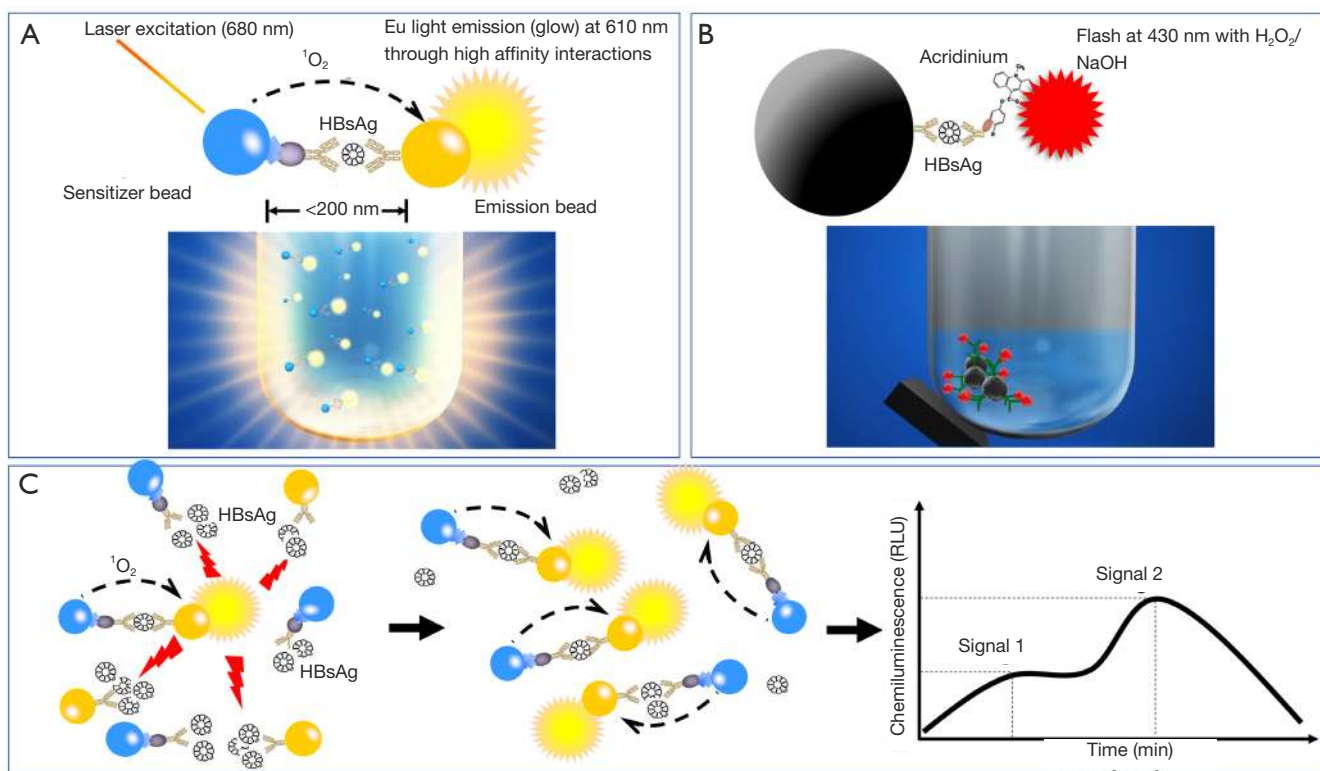 A
Laser excitation (680 nm)
Eu light emission (glow) at 610 nm
through high affinity interactions
¹O₂
HBsAg
Sensitizer bead
<200 nm
Emission bead
B
Flash at 430 nm with H₂O₂/
NaOH
Acridinium
HBsAg
C
HBsAg
¹O₂
HBsAg
Chemiluminescence (RLU)
Signal 1
Signal 2
Time (min)